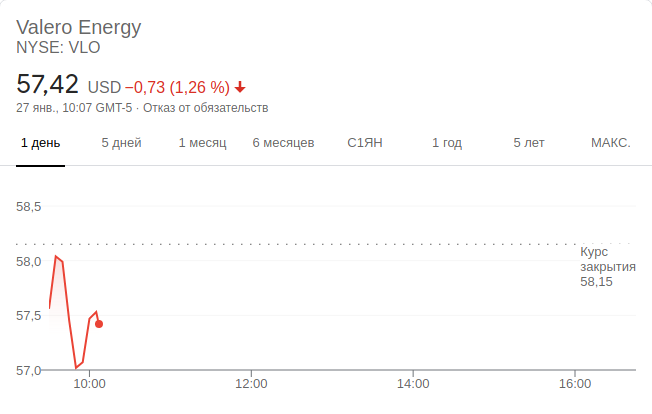 Valero Energy
NYSE: VLO
57,42 USD −0,73 (1,26 %)
27 янв., 10:07 GMT-5 · Отказ от обязательств
1 день 5 дней 1 месяц 6 месяцев С1ЯН 1 год 5 лет МАКС.
58,5
Курс
58,0
закрытия
58,15
57,5
57,0
10:00 12:00 14:00 16:00